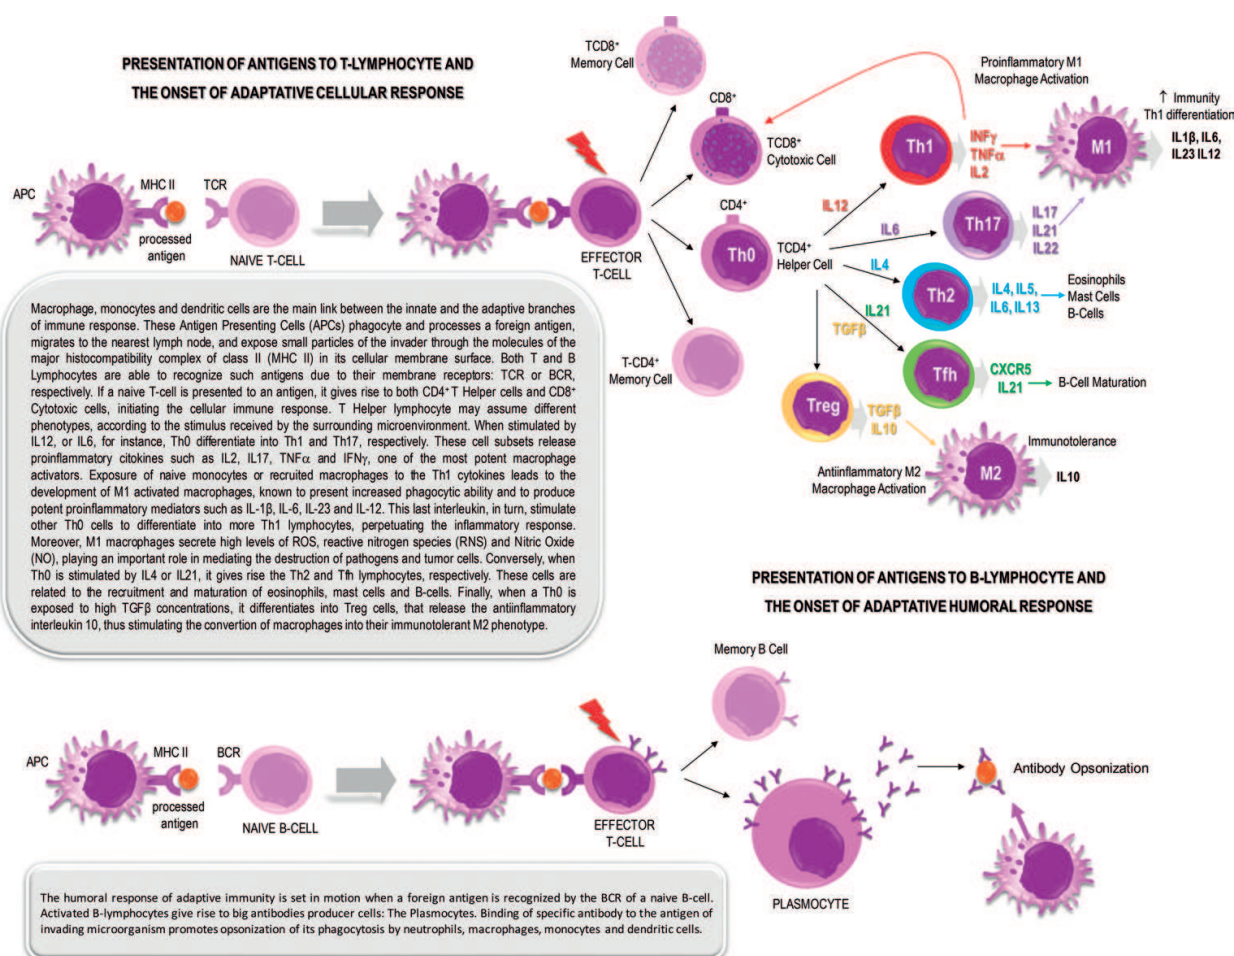 PRESENTATION OF ANTIGENS TO T-LYMPHOCYTE AND
THE ONSET OF ADAPTATIVE CELLULAR RESPONSE
APC
MHC II
TCR
processed
antigen
NAIVE T-CELL
EFFECTOR
T-CELL
TCD8+
Memory Cell
CD8+
TCD8+
Cytotoxic Cell
CD4+
Th0
TCD4+
Helper Cell
T-CD4+
Memory Cell
IL12
IL6
IL4
IL21
TGFβ
Proinflammatory M1
Macrophage Activation
Th1
INFγ
TNFα
IL2
M1
↑ Immunity
Th1 differentiation
IL1β, IL6,
IL23 IL12
Th17
IL17
IL21
IL22
Th2
IL4, IL5,
IL6, IL13
Eosinophils
Mast Cells
B-Cells
Tfh
CXCR5
IL21
B-Cell Maturation
Treg
TGFβ
IL10
Antiinflammatory M2
Macrophage Activation
M2
Immunotolerance
IL10
Macrophage, monocytes and dendritic cells are the main link between the innate and the adaptive branches
of immune response. These Antigen Presenting Cells (APCs) phagocyte and processes a foreign antigen,
migrates to the nearest lymph node, and expose small particles of the invader through the molecules of the
major histocompatibility complex of class II (MHC II) in its cellular membrane surface. Both T and B
Lymphocytes are able to recognize such antigens due to their membrane receptors: TCR or BCR,
respectively. If a naive T-cell is presented to an antigen, it gives rise to both CD4+ T Helper cells and CD8+
Cytotoxic cells, initiating the cellular immune response. T Helper lymphocyte may assume different
phenotypes, according to the stimulus received by the surrounding microenvironment. When stimulated by
IL12, or IL6, for instance, Th0 differentiate into Th1 and Th17, respectively. These cell subsets release
proinflammatory citokines such as IL2, IL17, TNFα and IFNγ, one of the most potent macrophage
activators. Exposure of naive monocytes or recruited macrophages to the Th1 cytokines leads to the
development of M1 activated macrophages, known to present increased phagocytic ability and to produce
potent proinflammatory mediators such as IL-1β, IL-6, IL-23 and IL-12. This last interleukin, in turn, stimulate
other Th0 cells to differentiate into more Th1 lymphocytes, perpetuating the inflammatory response.
Moreover, M1 macrophages secrete high levels of ROS, reactive nitrogen species (RNS) and Nitric Oxide
(NO), playing an important role in mediating the destruction of pathogens and tumor cells. Conversely, when
Th0 is stimulated by IL4 or IL21, it gives rise the Th2 and Tfh lymphocytes, respectively. These cells are
related to the recruitment and maturation of eosinophils, mast cells and B-cells. Finally, when a Th0 is
exposed to high TGFβ concentrations, it differentiates into Treg cells, that release the antiinflammatory
interleukin 10, thus stimulating the convertion of macrophages into their immunotolerant M2 phenotype.
PRESENTATION OF ANTIGENS TO B-LYMPHOCYTE AND
THE ONSET OF ADAPTATIVE HUMORAL RESPONSE
APC
MHC II
BCR
processed
antigen
NAIVE B-CELL
EFFECTOR
T-CELL
Memory B Cell
PLASMOCYTE
Antibody Opsonization
The humoral response of adaptive immunity is set in motion when a foreign antigen is recognized by the BCR of a naive B-cell.
Activated B-lymphocytes give rise to big antibodies producer cells: The Plasmocytes. Binding of specific antibody to the antigen of
invading microorganism promotes opsonization of its phagocytosis by neutrophils, macrophages, monocytes and dendritic cells.